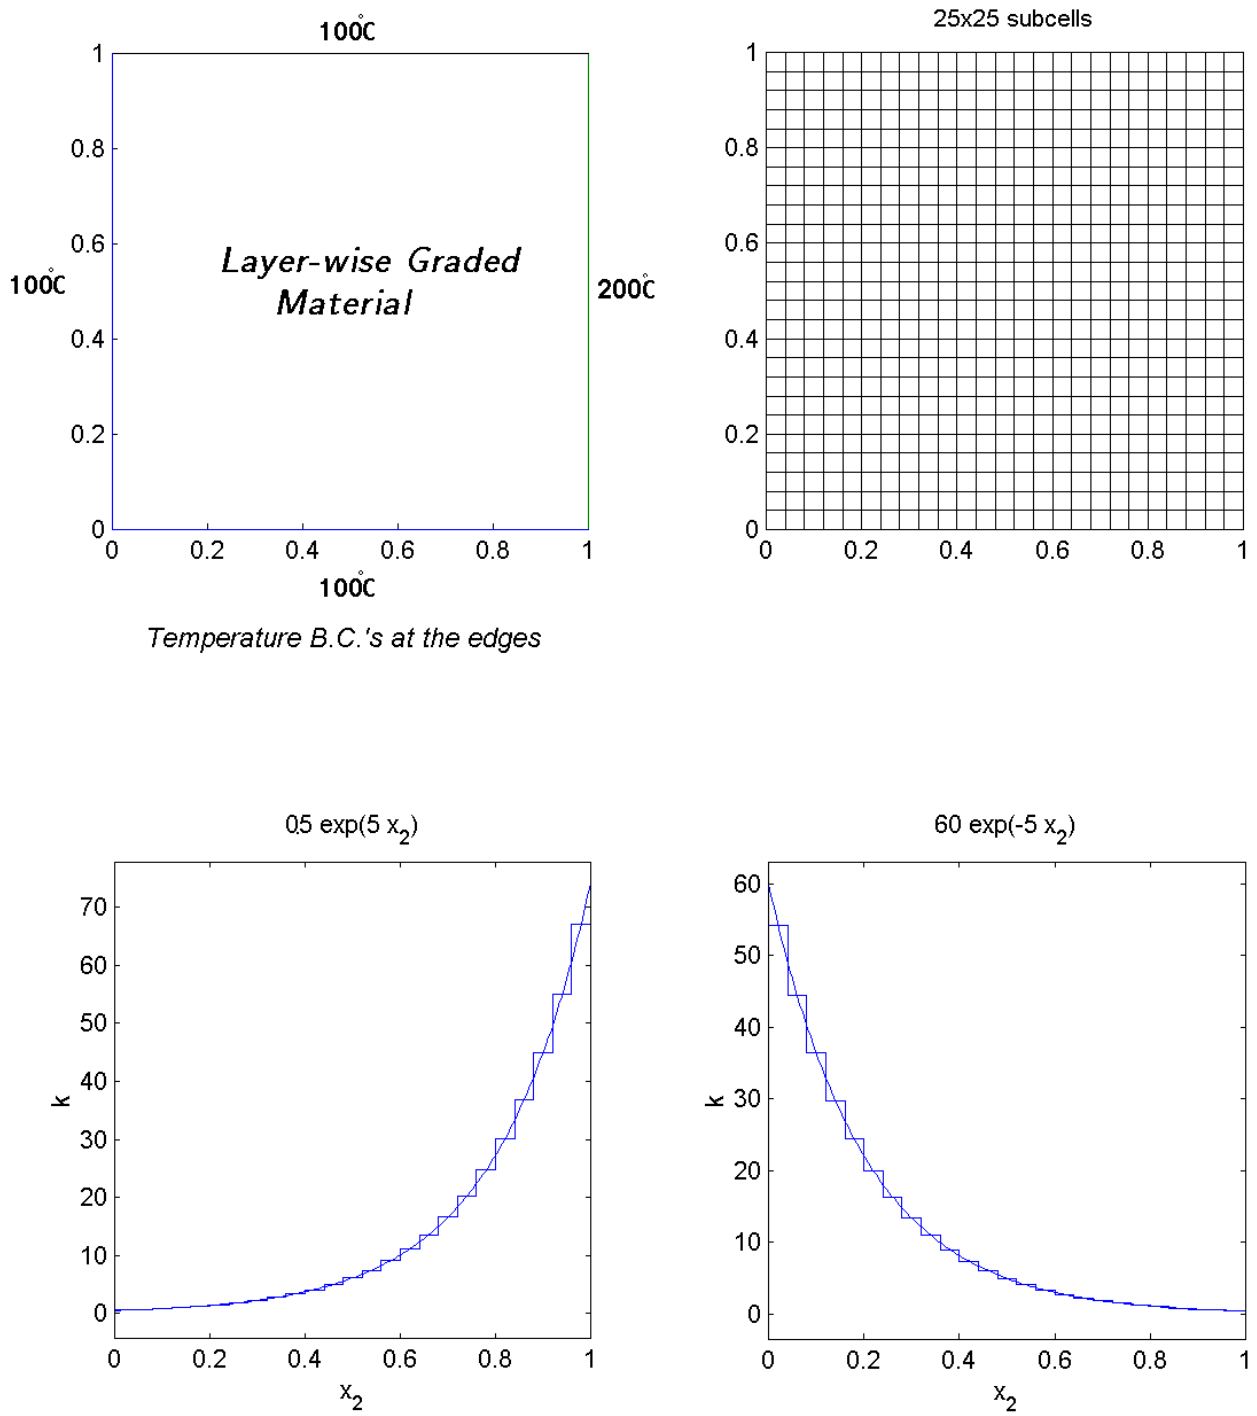 100°C
1
0.8
0.6
0.4
0.2
0
Layer-wise Graded
Material
100°C
200°C
0 0.2 0.4 0.6 0.8 1
100°C
Temperature B.C.'s at the edges
25x25 subcells
1
0.8
0.6
0.4
0.2
0
0 0.2 0.4 0.6 0.8 1
0.5 exp(5 x₂)
70
60
50
40
30
20
10
0
k
0 0.2 0.4 0.6 0.8 1
x₂
60 exp(-5 x₂)
60
50
40
30
20
10
0
k
0 0.2 0.4 0.6 0.8 1
x₂